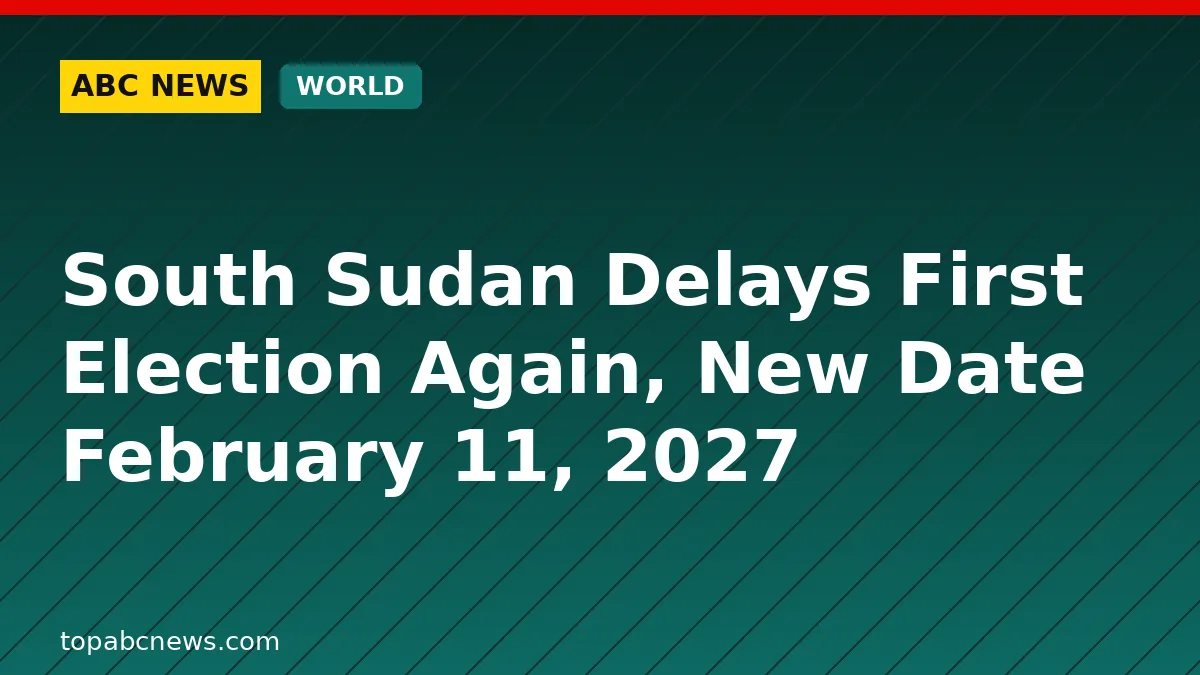 ABC NEWS
WORLD
South Sudan Delays First
Election Again, New Date
February 11, 2027
topabcnews.com